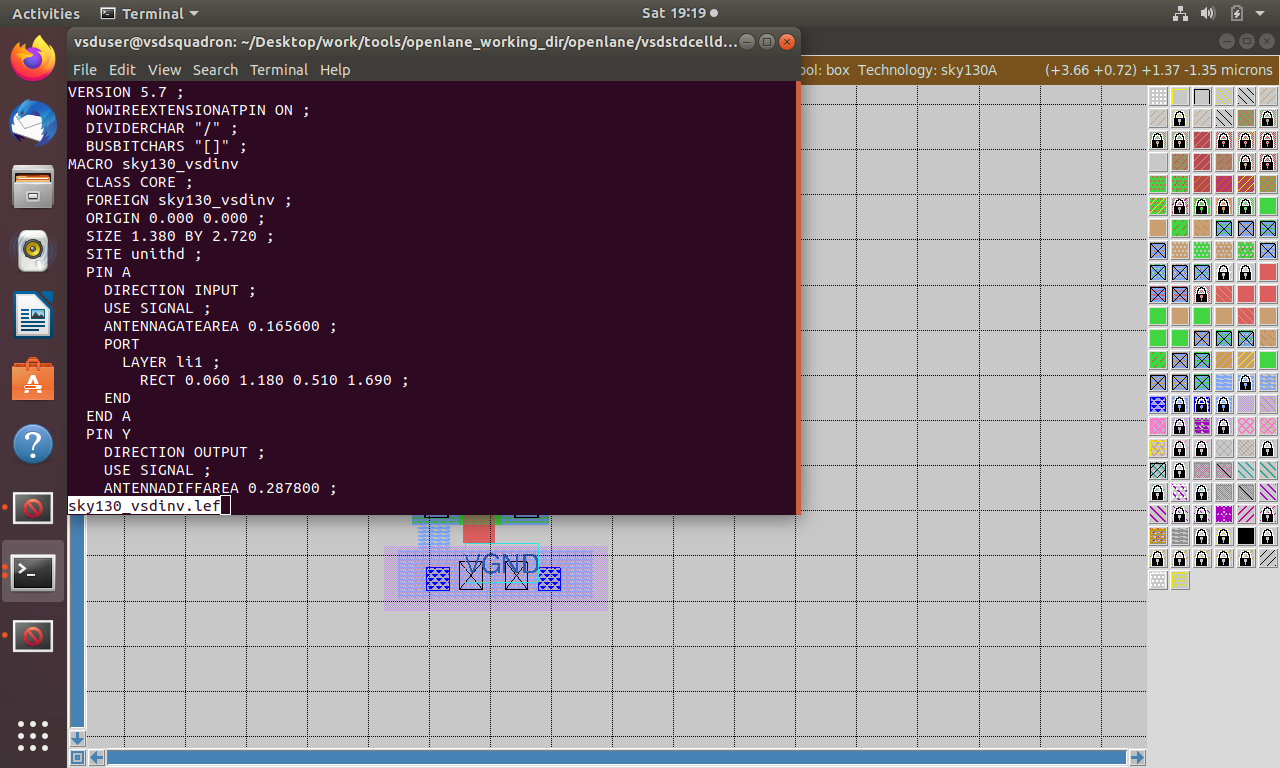 Activities
Terminal
Sat 19:19
vsduser@vsdsquadron: ~/Desktop/work/tools/openlane_working_dir/openlane/vsdstdcelld...
File Edit View Search Terminal Help
VERSION 5.7 ;
NOWIREEXTENSIONATPIN ON ;
DIVIDERCHAR "/" ;
BUSBITCHARS "[]" ;
MACRO sky130_vsdinv
CLASS CORE ;
FOREIGN sky130_vsdinv ;
ORIGIN 0.000 0.000 ;
SIZE 1.380 BY 2.720 ;
SITE unithd ;
PIN A
DIRECTION INPUT ;
USE SIGNAL ;
ANTENNAGATEAREA 0.165600 ;
PORT
LAYER li1 ;
RECT 0.060 1.180 0.510 1.690 ;
END
END A
PIN Y
DIRECTION OUTPUT ;
USE SIGNAL ;
ANTENNADIFFAREA 0.287800 ;
sky130_vsdinv.lef
ool: box Technology: sky130A (+3.66 +0.72) +1.37 -1.35 microns
VGND